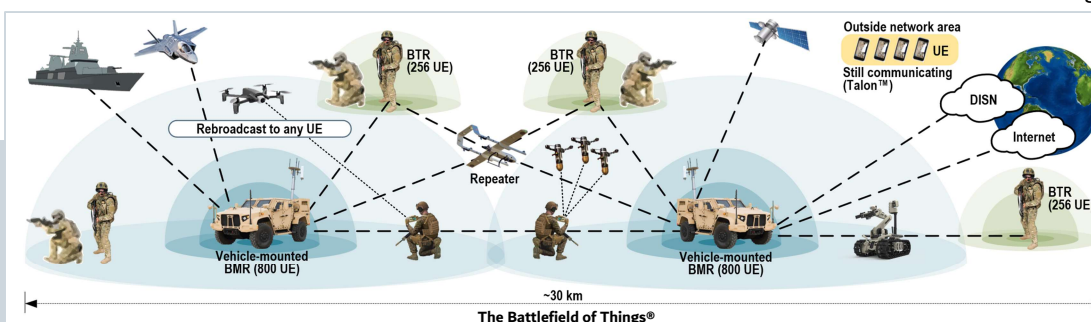 Outside network area
UE
Still communicating
(Talon™)
BTR
(256 UE)
BTR
(256 UE)
DISN
Internet
Rebroadcast to any UE
Repeater
BTR
(256 UE
Vehicle-mounted
BMR (800 UE)
Vehicle-mounted
BMR (800 UE)
~30 km
The Battlefield of Things®